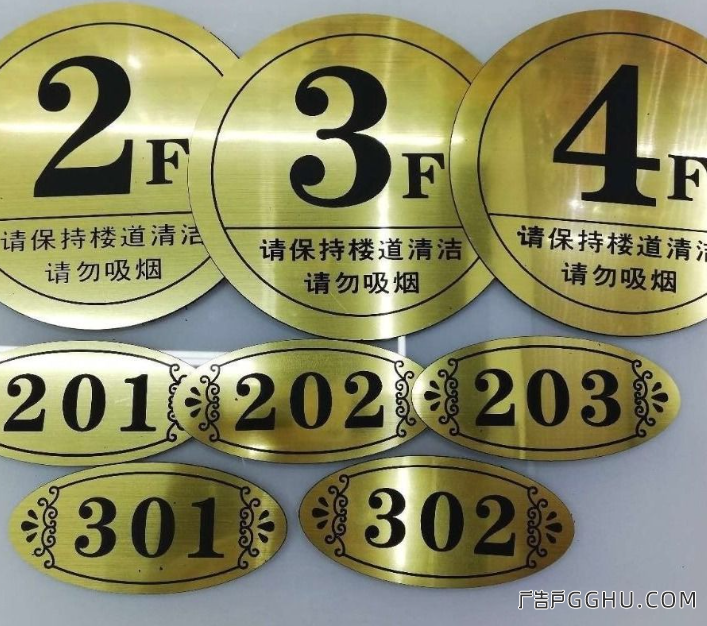 2F
请保持楼道清洁
请勿吸烟
3F
请保持楼道清洁
请勿吸烟
4F
请保持楼道清洁
请勿吸烟
201
202
203
301
302
广告户GGHU.COM